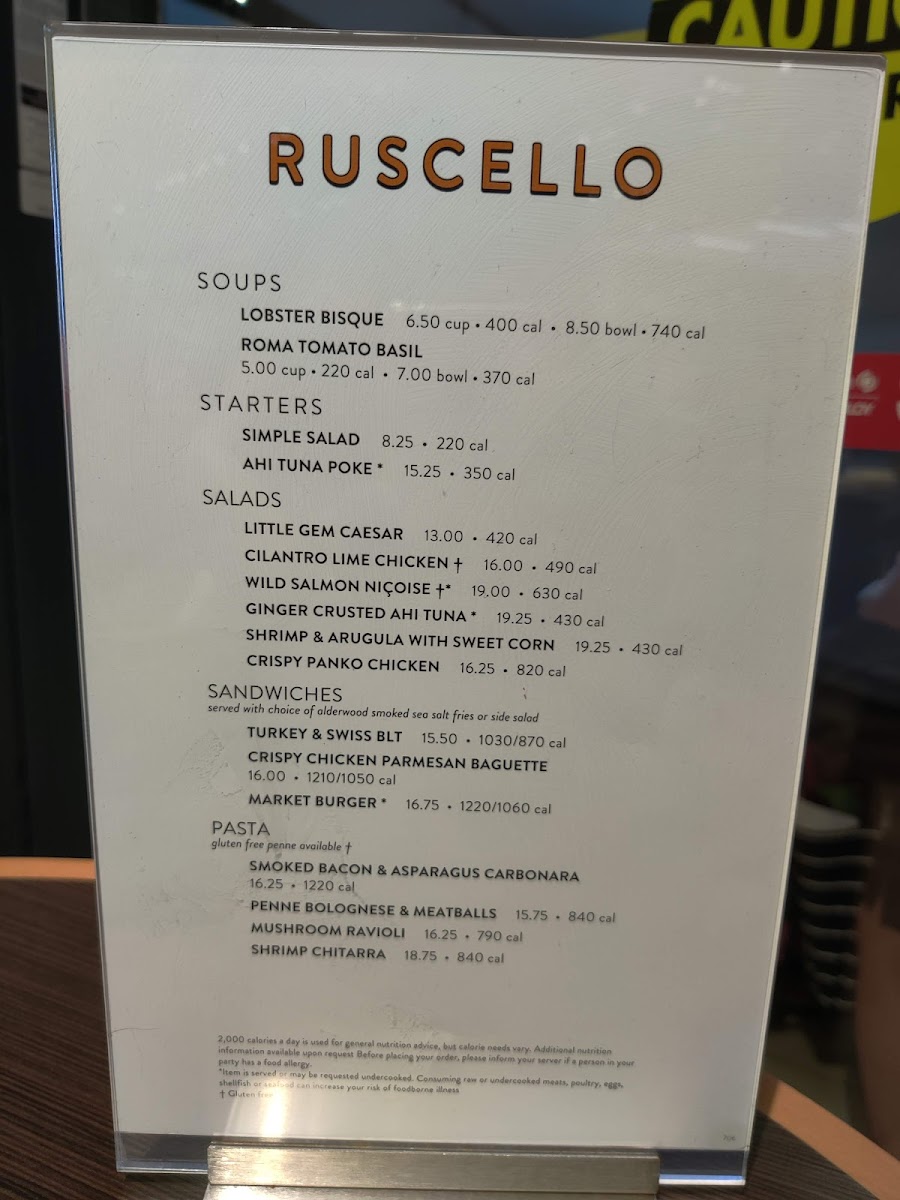 CAUTI
RUSCELLO
SOUPS
LOBSTER BISQUE 6.50 cup • 400 cal • 8.50 bowl • 740 cal
ROMA TOMATO BASIL
5.00 cup • 220 cal • 7.00 bowl • 370 cal
STARTERS
SIMPLE SALAD 8.25 • 220 cal
AHI TUNA POKE * 15.25 • 350 cal
SALADS
LITTLE GEM CAESAR 13.00 • 420 cal
CILANTRO LIME CHICKEN † 16.00 • 490 cal
WILD SALMON NIÇOISE †* 19.00 • 630 cal
GINGER CRUSTED AHI TUNA * 19.25 • 430 cal
SHRIMP & ARUGULA WITH SWEET CORN 19.25 • 430 cal
CRISPY PANKO CHICKEN 16.25 • 820 cal
SANDWICHES
served with choice of alderwood smoked sea salt fries or side salad
TURKEY & SWISS BLT 15.50 • 1030/870 cal
CRISPY CHICKEN PARMESAN BAGUETTE
16.00 • 1210/1050 cal
MARKET BURGER * 16.75 • 1220/1060 cal
PASTA
gluten free penne available †
SMOKED BACON & ASPARAGUS CARBONARA
16.25 • 1220 cal
PENNE BOLOGNESE & MEATBALLS 15.75 • 840 cal
MUSHROOM RAVIOLI 16.25 • 790 cal
SHRIMP CHITARRA 18.75 • 840 cal
2,000 calories a day is used for general nutrition advice, but calorie needs vary. Additional nutrition
information available upon request Before placing your order, please inform your server if a person in your
party has a food allergy.
*Item is served or may be requested undercooked. Consuming raw or undercooked meats, poultry, eggs,
shellfish or seafood can increase your risk of foodborne illness
† Gluten free